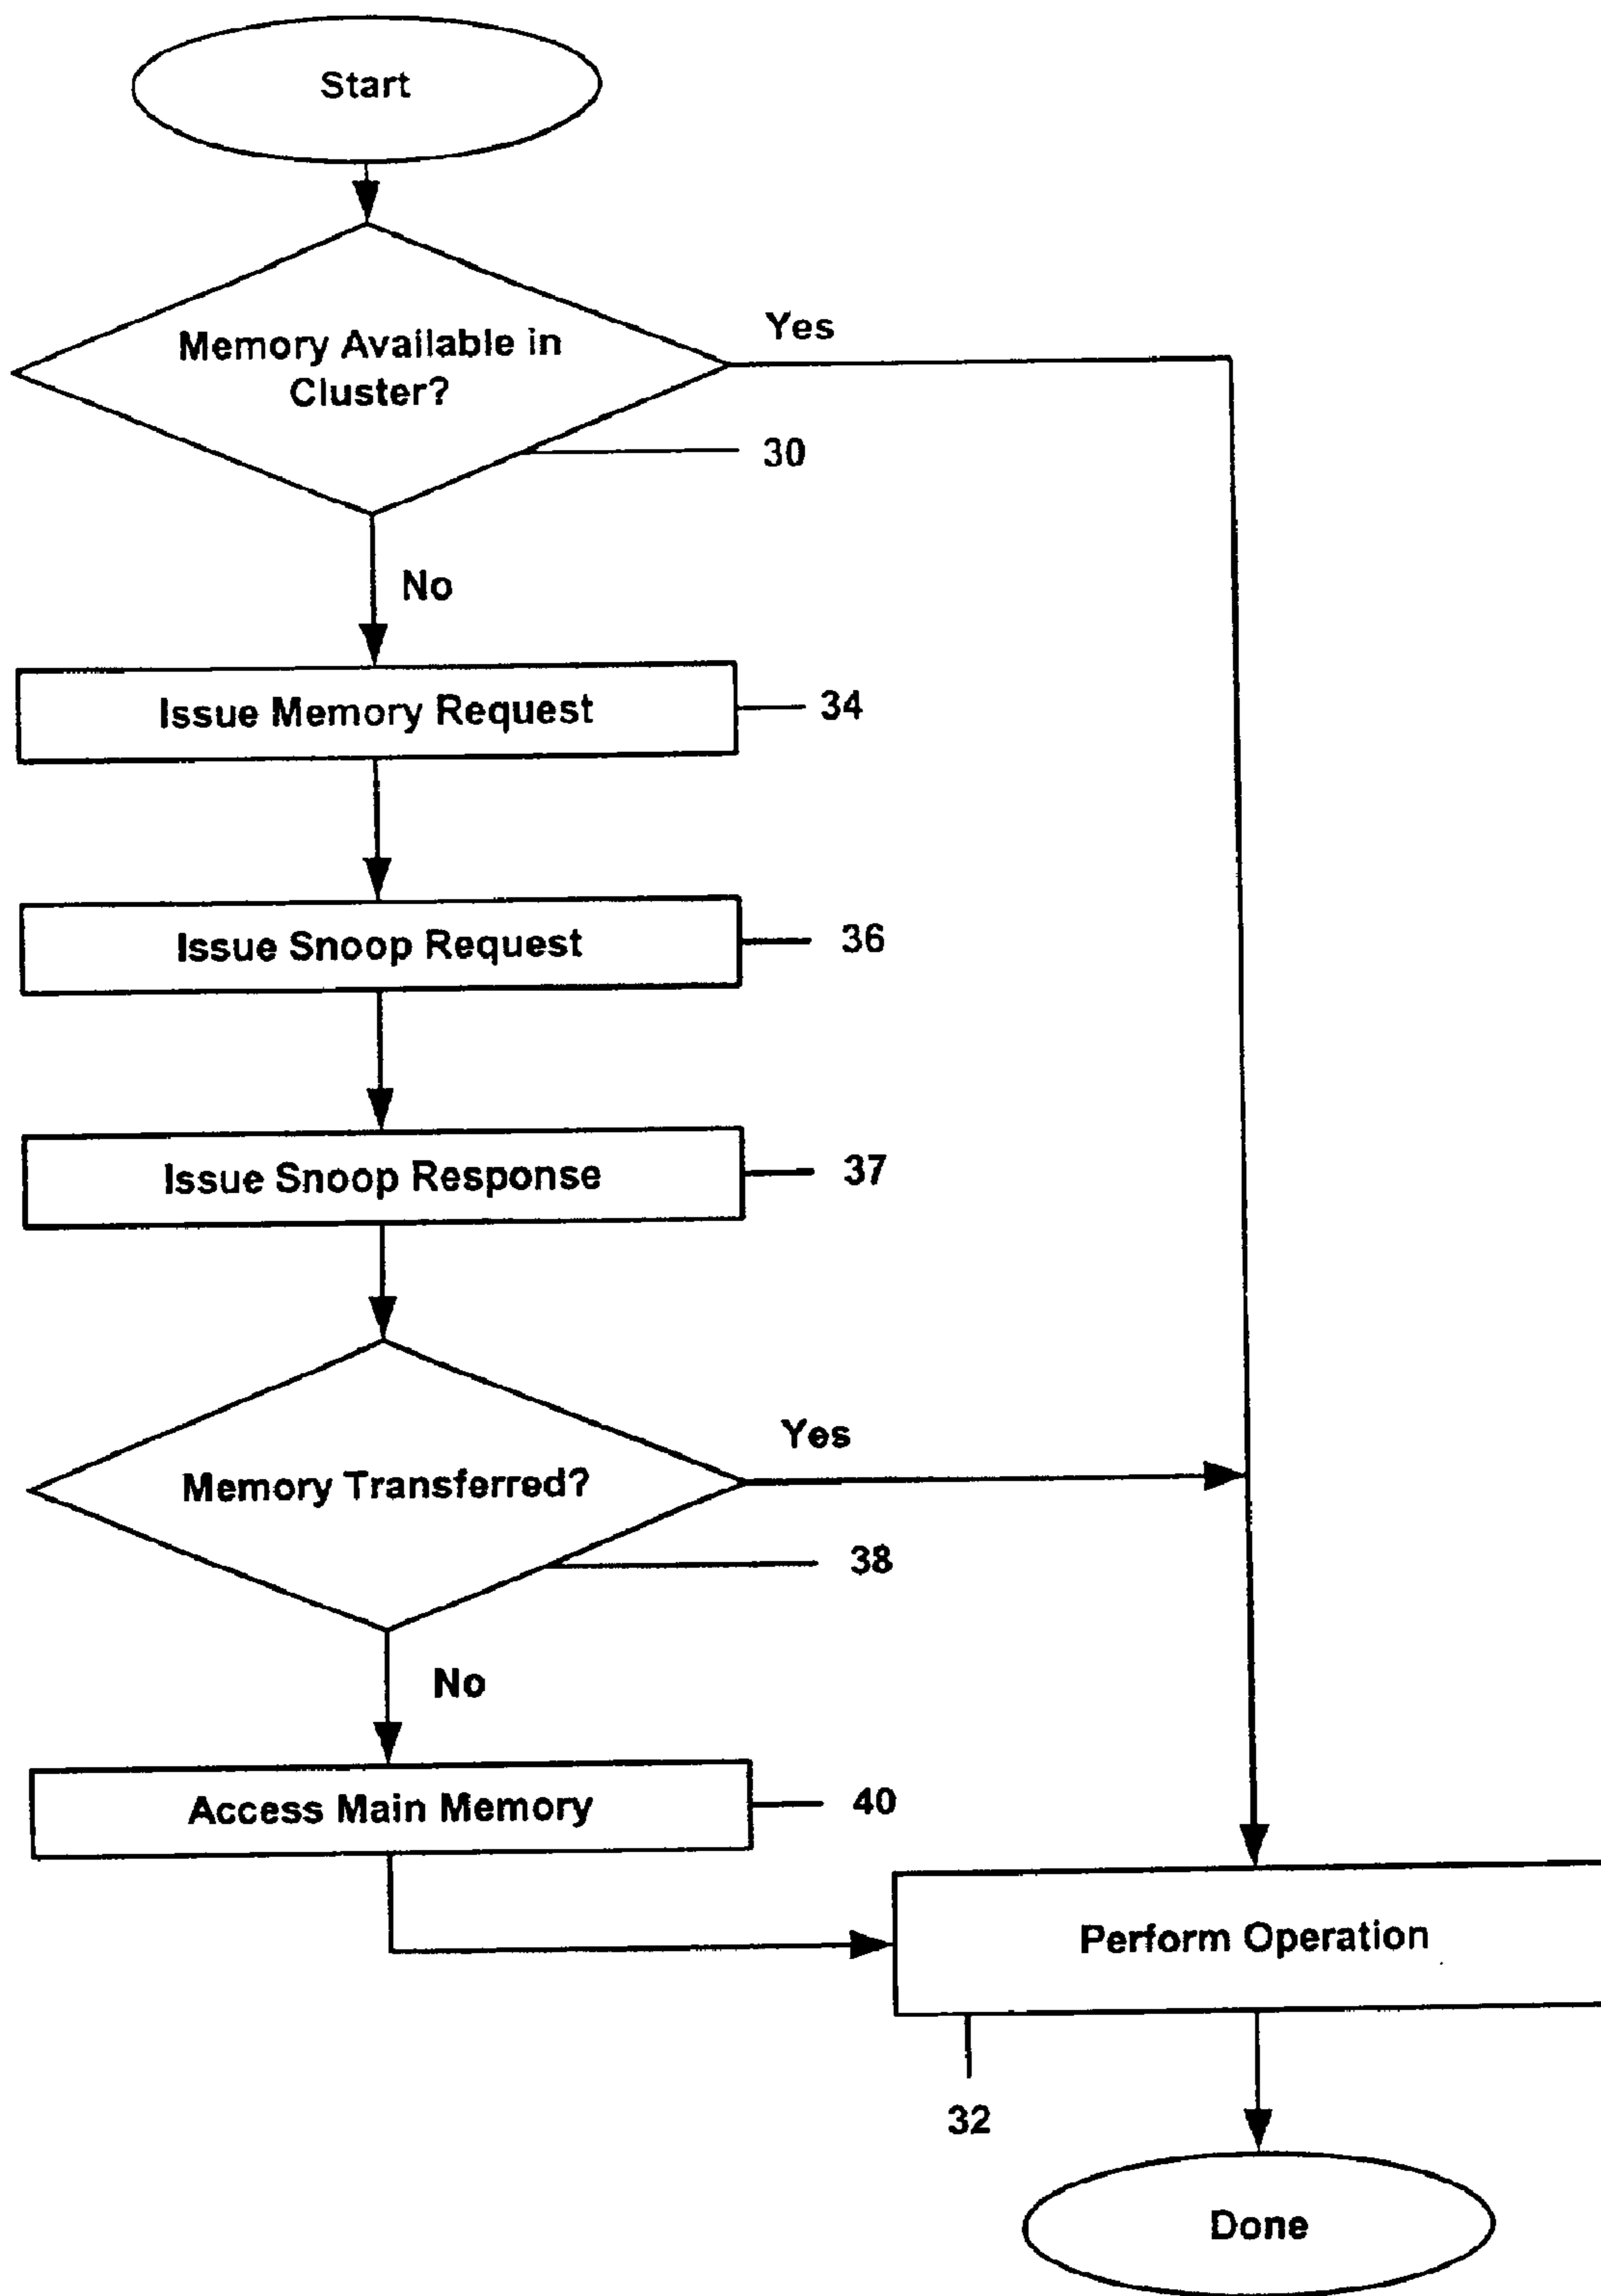 Start
Memory Available in
Cluster?
Yes
30
No
Issue Memory Request
34
Issue Snoop Request
36
Issue Snoop Response
37
Memory Transferred?
Yes
38
No
Access Main Memory
40
Perform Operation
32
Done